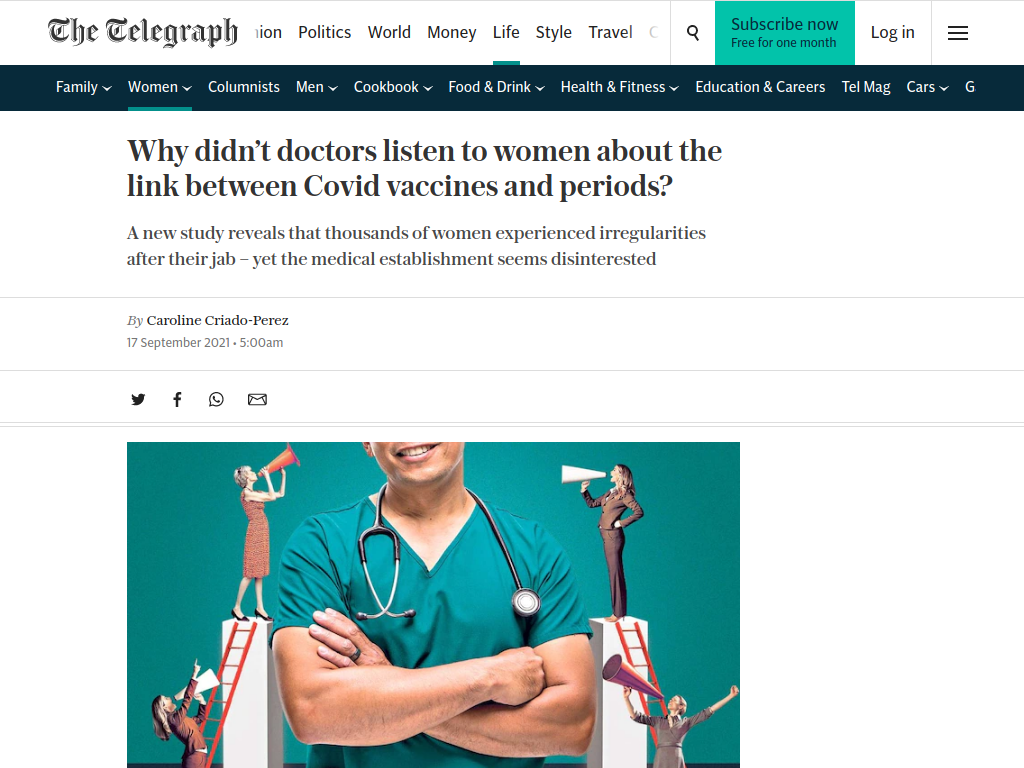 The Telegraph
nion Politics World Money Life Style Travel
Subscribe now
Free for one month
Log in
Family Women Columnists Men Cookbook Food & Drink Health & Fitness Education & Careers Tel Mag Cars G
Why didn't doctors listen to women about the
link between Covid vaccines and periods?
A new study reveals that thousands of women experienced irregularities
after their jab – yet the medical establishment seems disinterested
By Caroline Criado-Perez
17 September 2021 • 5:00am